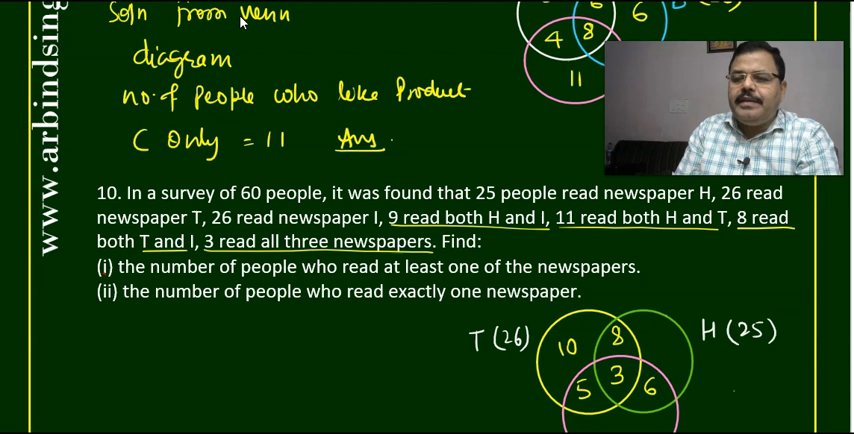 Soln from venn
diagram
no. of People who like Product
C Only = 11 Ans.
6
6
4
8
11
www.arbindsing
10. In a survey of 60 people, it was found that 25 people read newspaper H, 26 read
newspaper T, 26 read newspaper I, 9 read both H and I, 11 read both H and T, 8 read
both T and I, 3 read all three newspapers. Find:
(i) the number of people who read at least one of the newspapers.
(ii) the number of people who read exactly one newspaper.
T (26)
H (25)
10
8
5
3
6